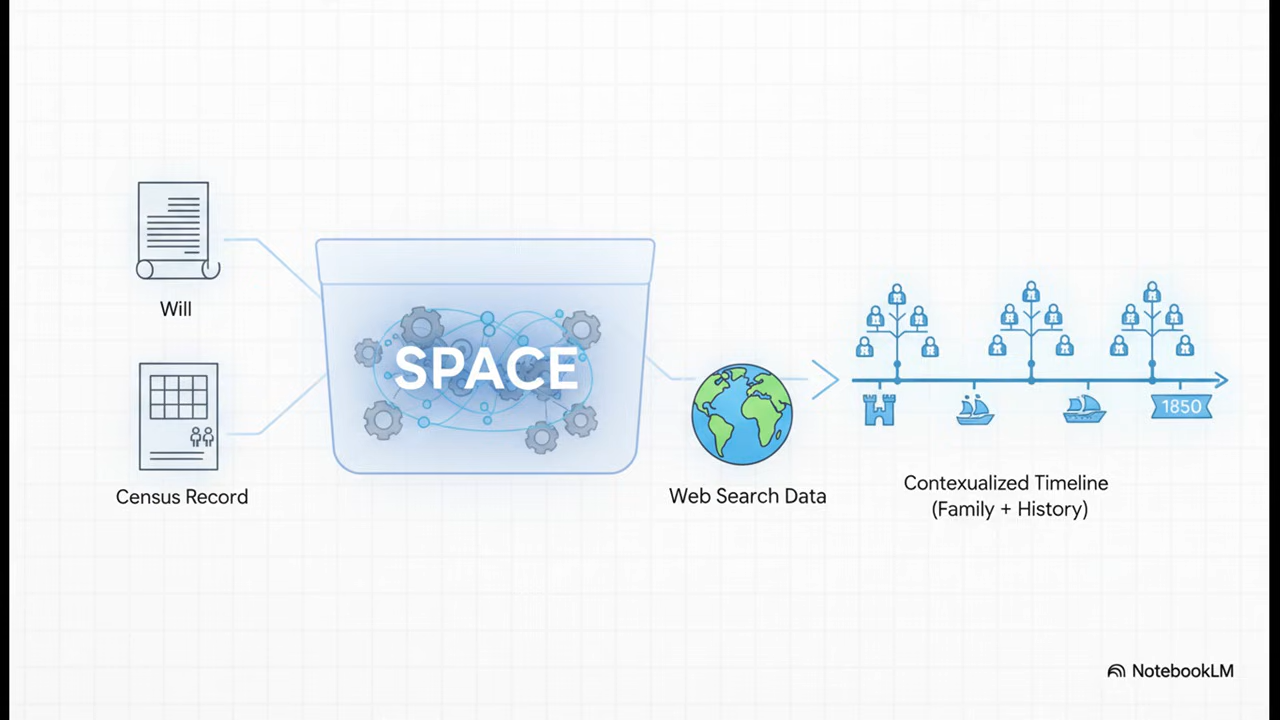 Will
SPACE
1850
Contexualized Timeline
(Family + History)
Census Record
Web Search Data
NotebookLM